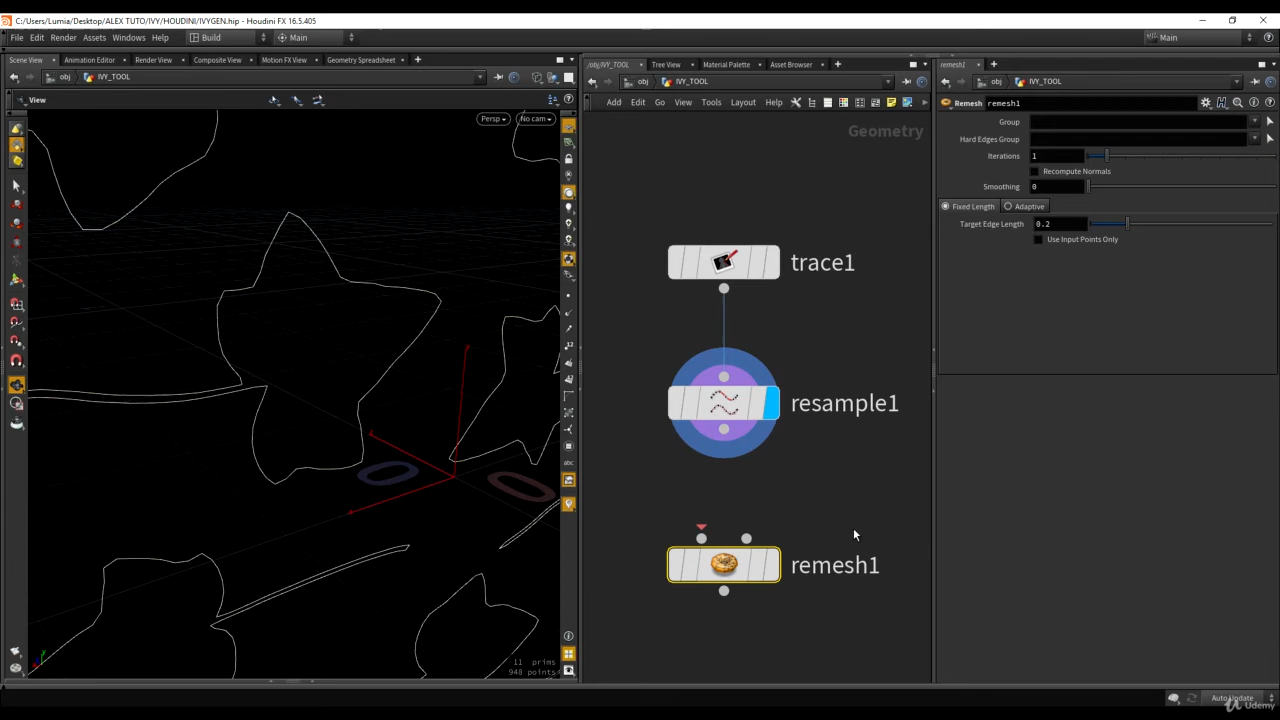 C:/Users/Lumia/Desktop/ALEX TUTO/IVY/HOUDINI/IVYGEN.hip - Houdini FX 16.5.405
File Edit Render Assets Windows Help Build Main Main
Scene View Animation Editor Render View Composite View Motion FX View Geometry Spreadsheet
obj IVY_TOOL
View
Persp No cam
abc
11 prims
948 points
/obj/IVY_TOOL Tree View Material Palette Asset Browser
obj IVY_TOOL
Add Edit Go View Tools Layout Help
Geometry
trace1
resample1
remesh1
remesh1
obj IVY_TOOL
Remesh remesh1
Group
Hard Edges Group
Iterations 1
Recompute Normals
Smoothing 0
Fixed Length Adaptive
Target Edge Length 0.2
Use Input Points Only
Auto Update
Udemy